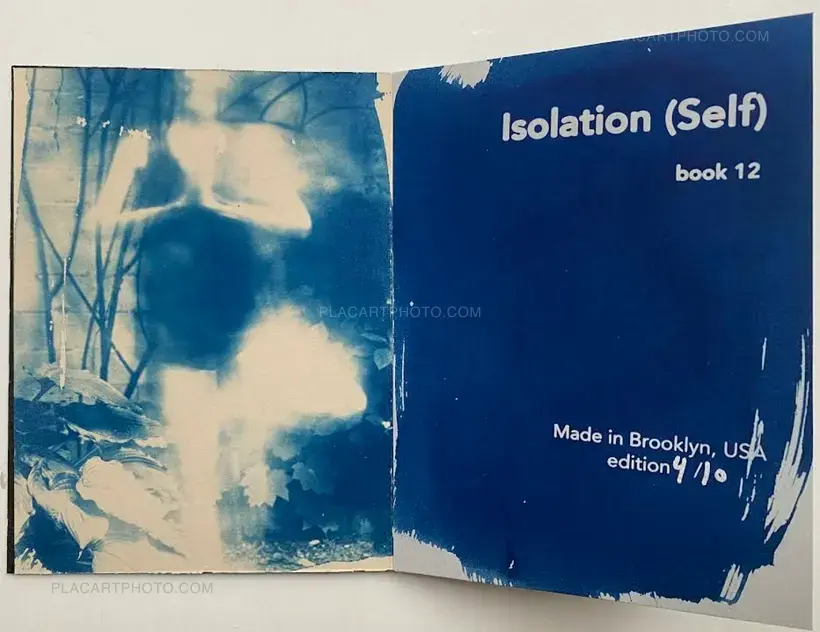 PLACARTPHOTO.COM
Isolation (Self)
book 12
PLACARTPHOTO.COM
Made in Brooklyn, USA
edition 4/10
PLACARTPHOTO.COM